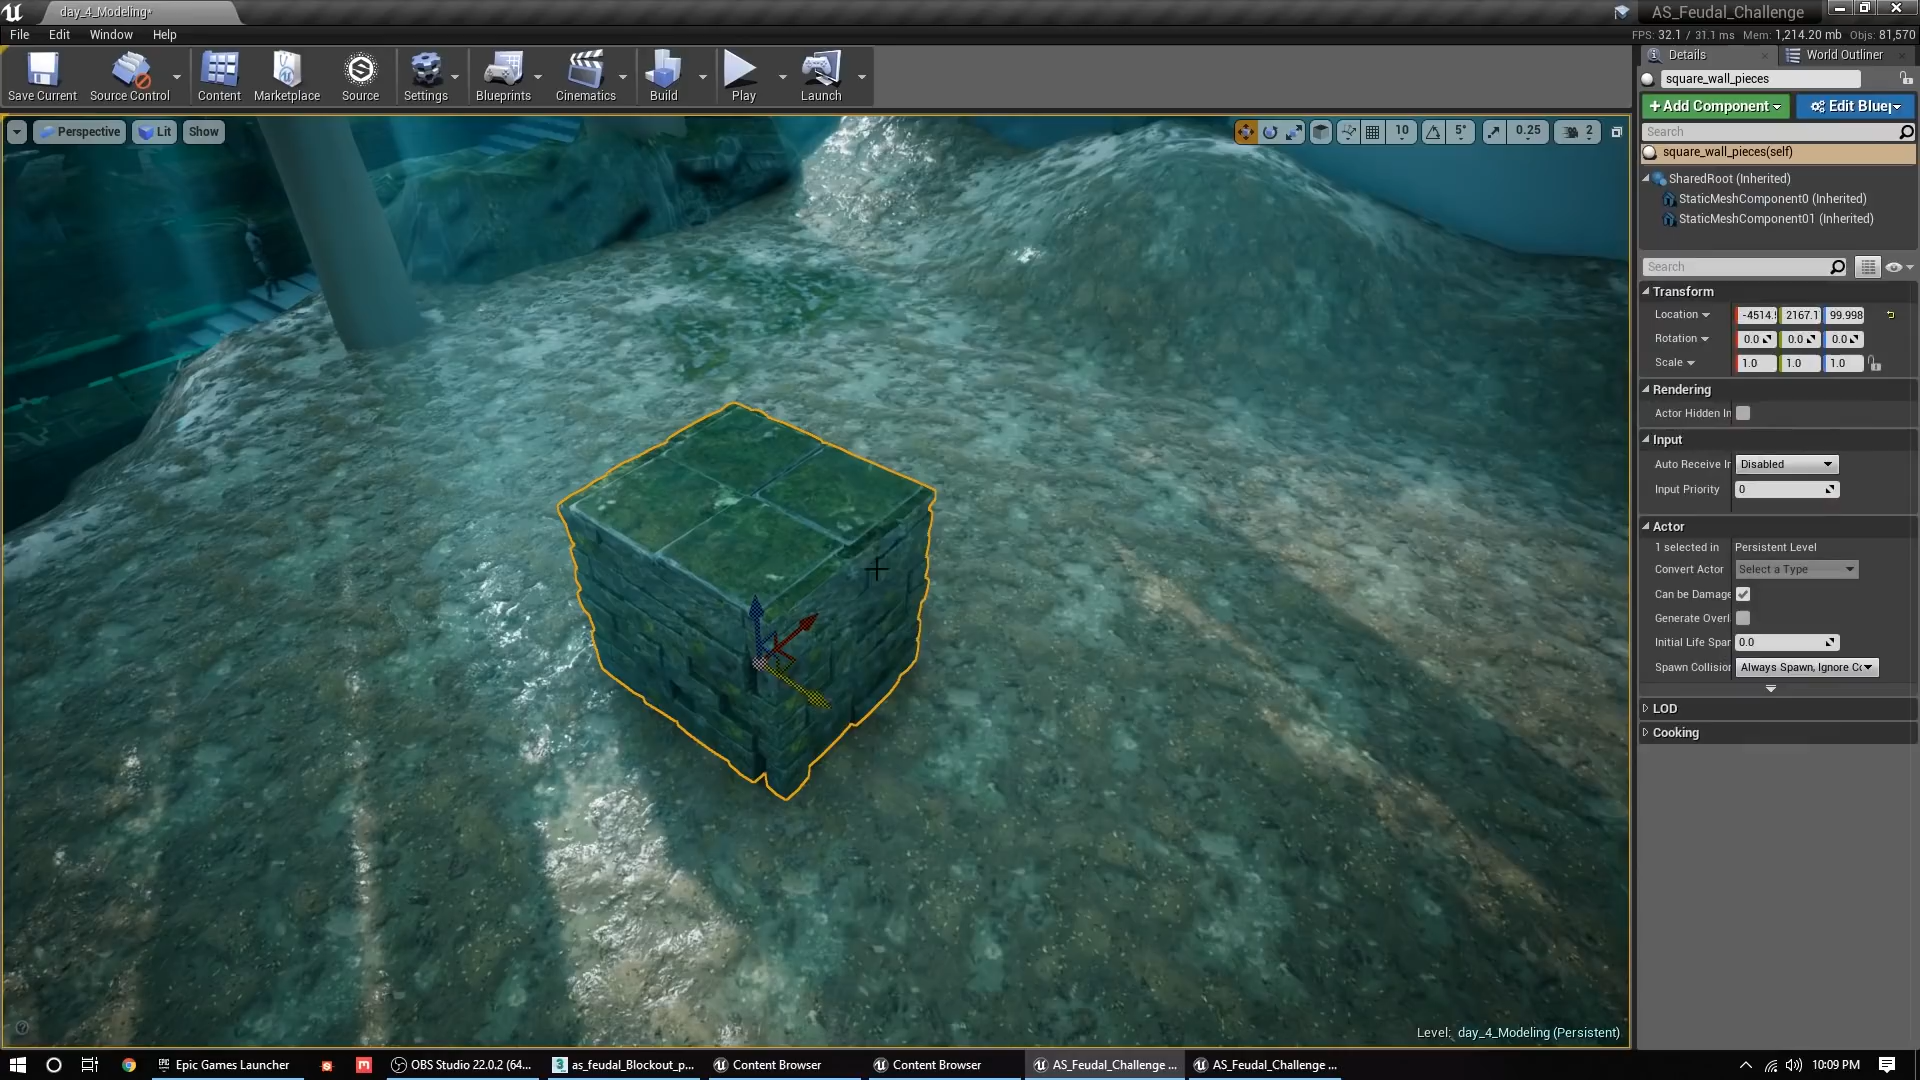 day_4_Modeling*
AS_Feudal_Challenge
File Edit Window Help
FPS: 32.1 / 31.1 ms Mem: 1,214.20 mb Objs: 81,570
Save Current Source Control Content Marketplace Source Settings Blueprints Cinematics Build Play Launch
Details World Outliner
square_wall_pieces
+Add Component Edit Bluep
Perspective Lit Show
10 5° 0.25 2
Search
square_wall_pieces(self)
SharedRoot (Inherited)
StaticMeshComponent0 (Inherited)
StaticMeshComponent01 (Inherited)
Search
Transform
Location -4514. 2167.1 99.998
Rotation 0.0 0.0 0.0
Scale 1.0 1.0 1.0
Rendering
Actor Hidden In
Input
Auto Receive In Disabled
Input Priority 0
Actor
1 selected in Persistent Level
Convert Actor Select a Type
Can be Damage
Generate Overl
Initial Life Span 0.0
Spawn Collision Always Spawn, Ignore Co
LOD
Cooking
Level: day_4_Modeling (Persistent)
Epic Games Launcher OBS Studio 22.0.2 (64... as_feudal_Blockout_p... Content Browser Content Browser AS_Feudal_Challenge ... AS_Feudal_Challenge ... 10:09 PM